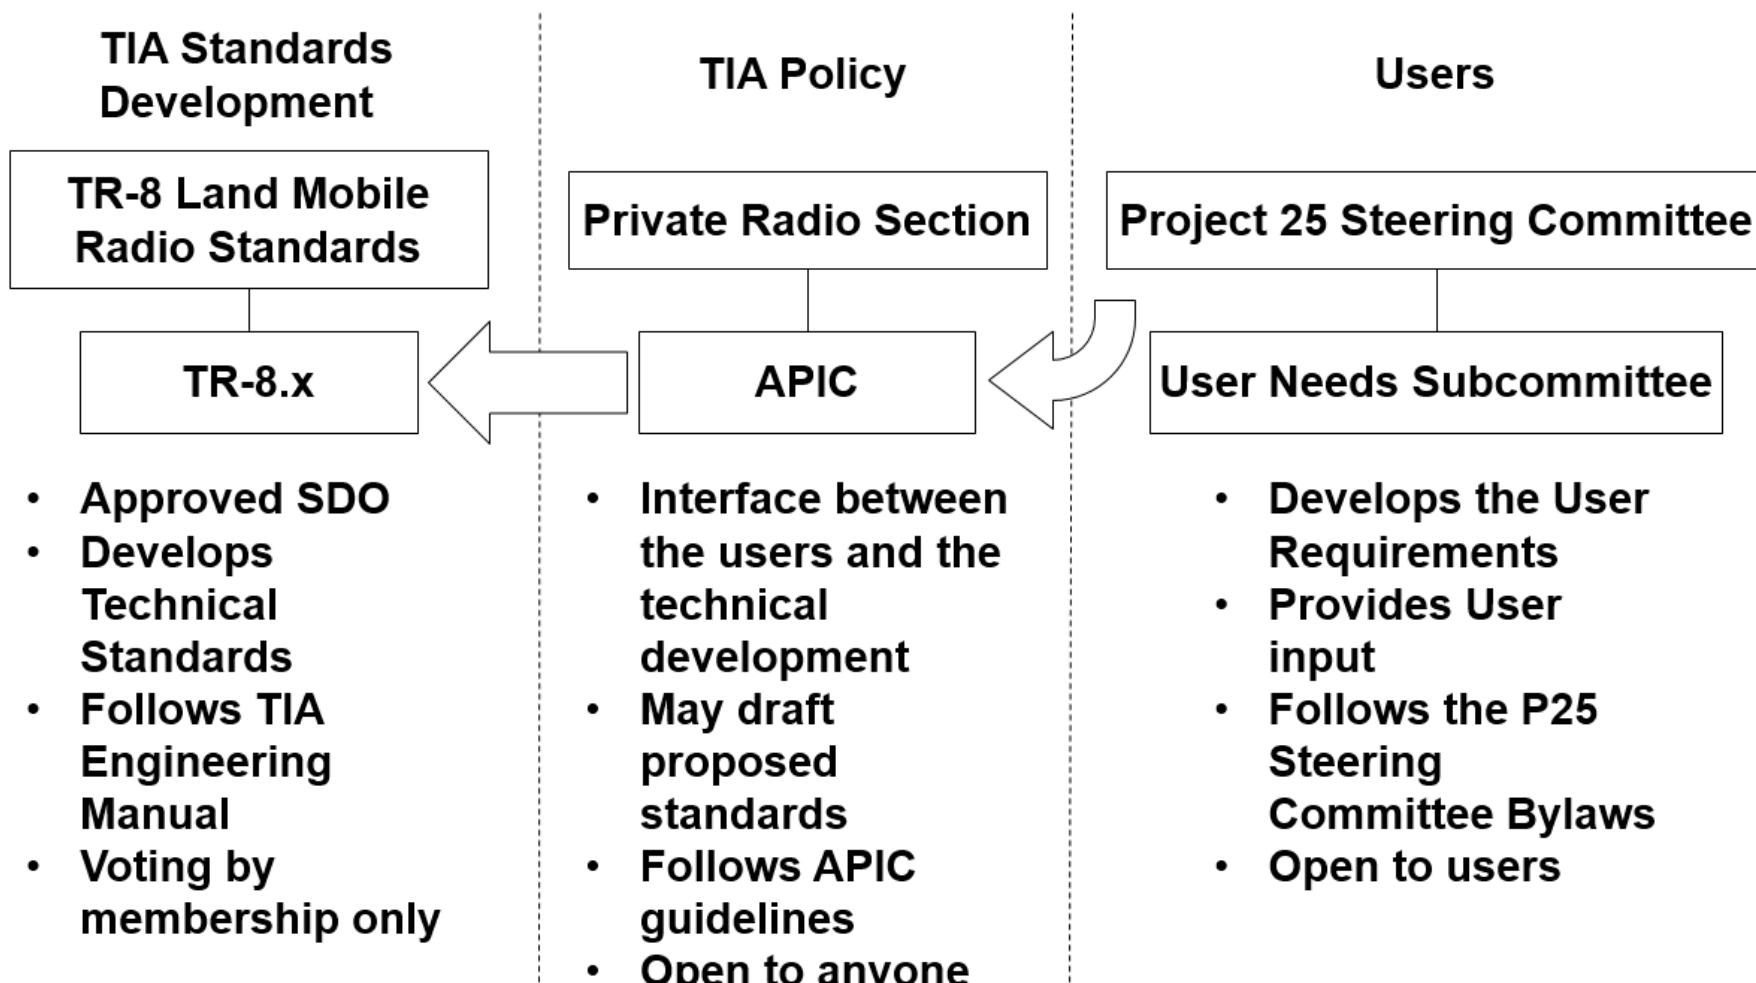 TIA Standards
Development
TR-8 Land Mobile
Radio Standards
TR-8.x
• Approved SDO
• Develops
Technical
Standards
• Follows TIA
Engineering
Manual
• Voting by
membership only
TIA Policy
Private Radio Section
APIC
• Interface between
the users and the
technical
development
• May draft
proposed
standards
• Follows APIC
guidelines
• Open to anyone
Users
Project 25 Steering Committee
User Needs Subcommittee
• Develops the User
Requirements
• Provides User
input
• Follows the P25
Steering
Committee Bylaws
• Open to users